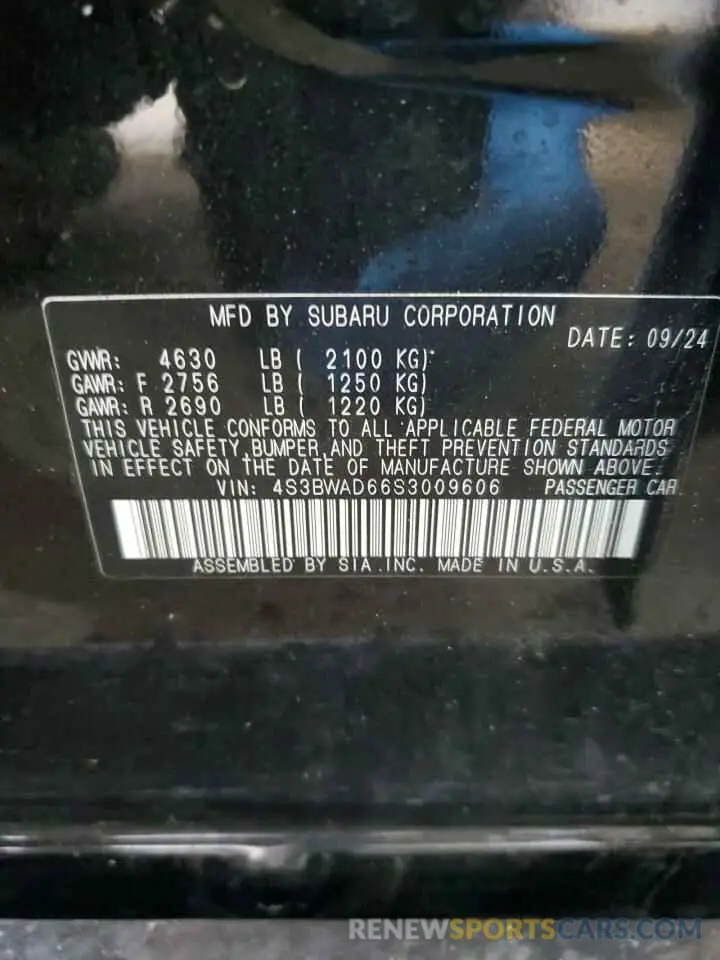 MFD BY SUBARU CORPORATION
DATE: 09/24
GVWR: 4630 LB ( 2100 KG)
GAWR: F 2756 LB ( 1250 KG)
GAWR: R 2690 LB ( 1220 KG)
THIS VEHICLE CONFORMS TO ALL APPLICABLE FEDERAL MOTOR
VEHICLE SAFETY, BUMPER, AND THEFT PREVENTION STANDARDS
IN EFFECT ON THE DATE OF MANUFACTURE SHOWN ABOVE.
VIN: 4S3BWAD66S3009606 PASSENGER CAR
ASSEMBLED BY SIA.INC. MADE IN U.S.A.
RENEWSPORTSCARS.COM